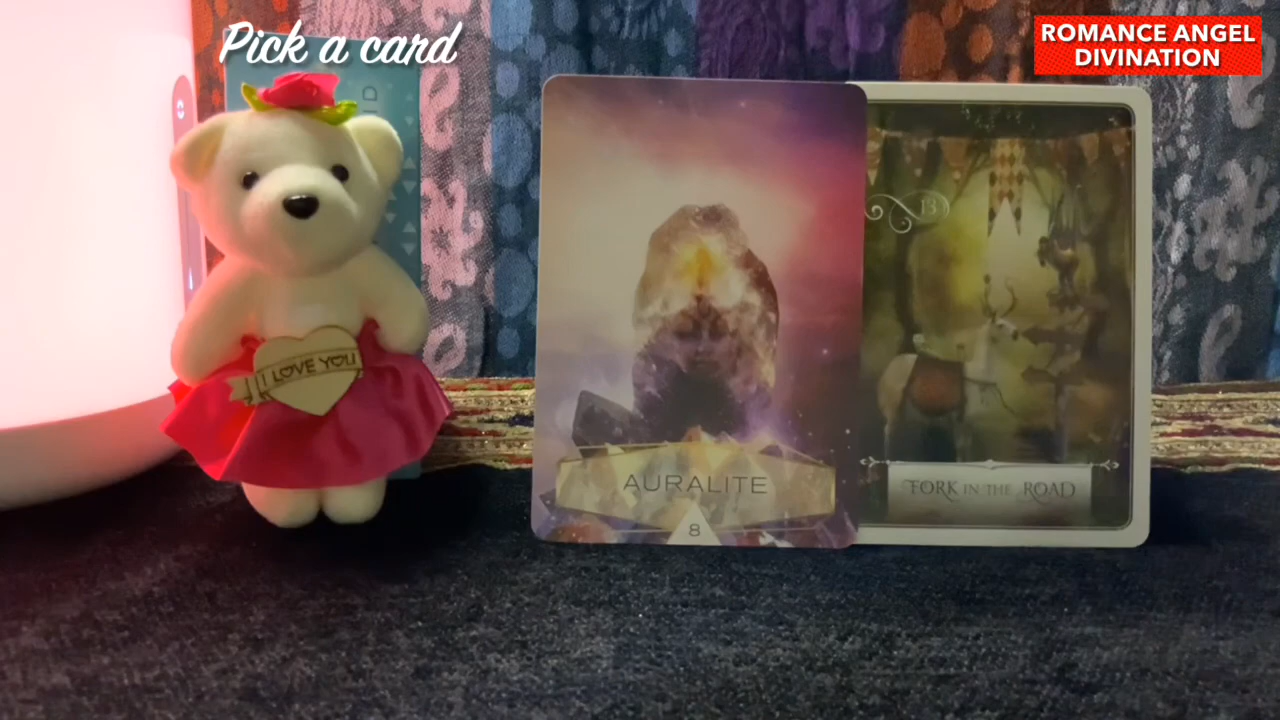 Pick a card
ROMANCE ANGEL
DIVINATION
I LOVE YOU
13
AURALITE
8
FORK IN THE ROAD